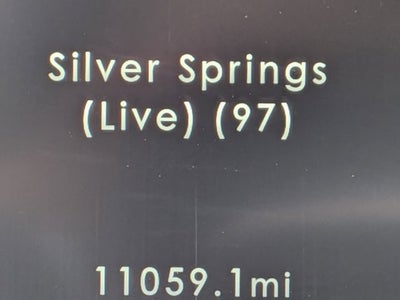 Silver Springs
(Live) (97)
11059.1mi